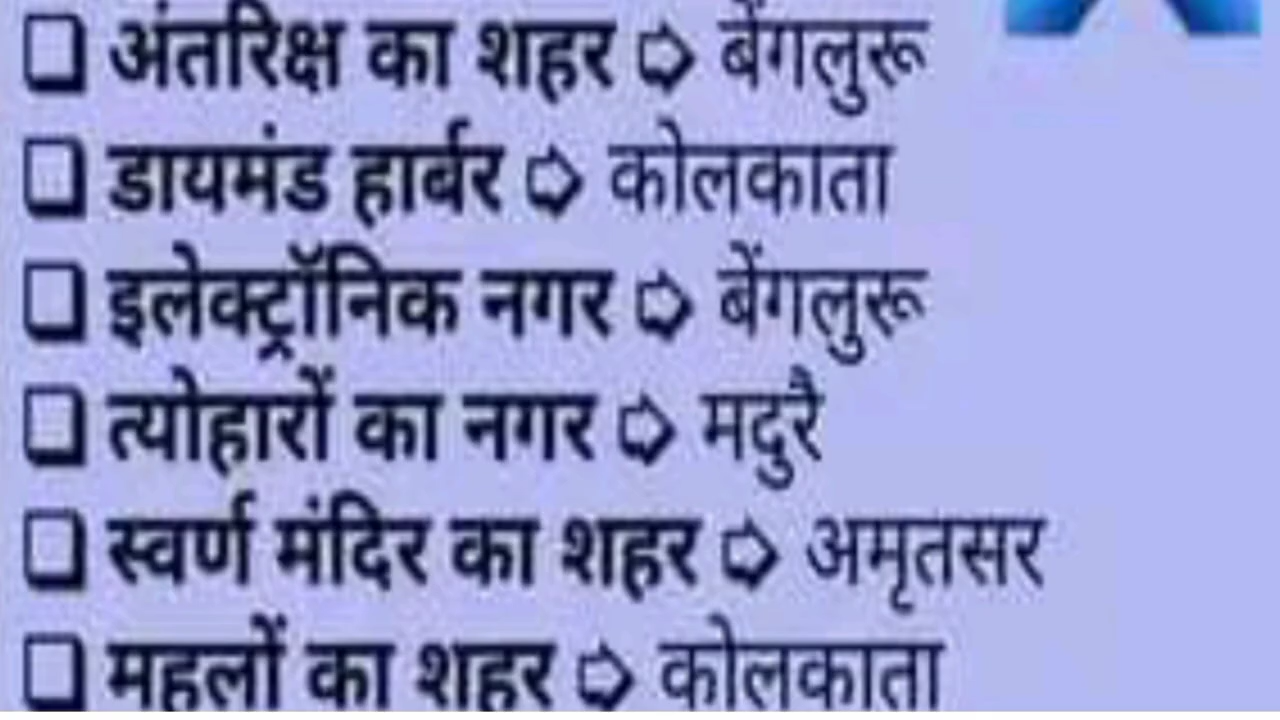 ❑ अंतरिक्ष का शहर ➩ बेंगलुरू
❑ डायमंड हार्बर ➩ कोलकाता
❑ इलेक्ट्रॉनिक नगर ➩ बेंगलुरू
❑ त्योहारों का नगर ➩ मदुरै
❑ स्वर्ण मंदिर का शहर ➩ अमृतसर
❑ महलों का शहर ➩ कोलकाता